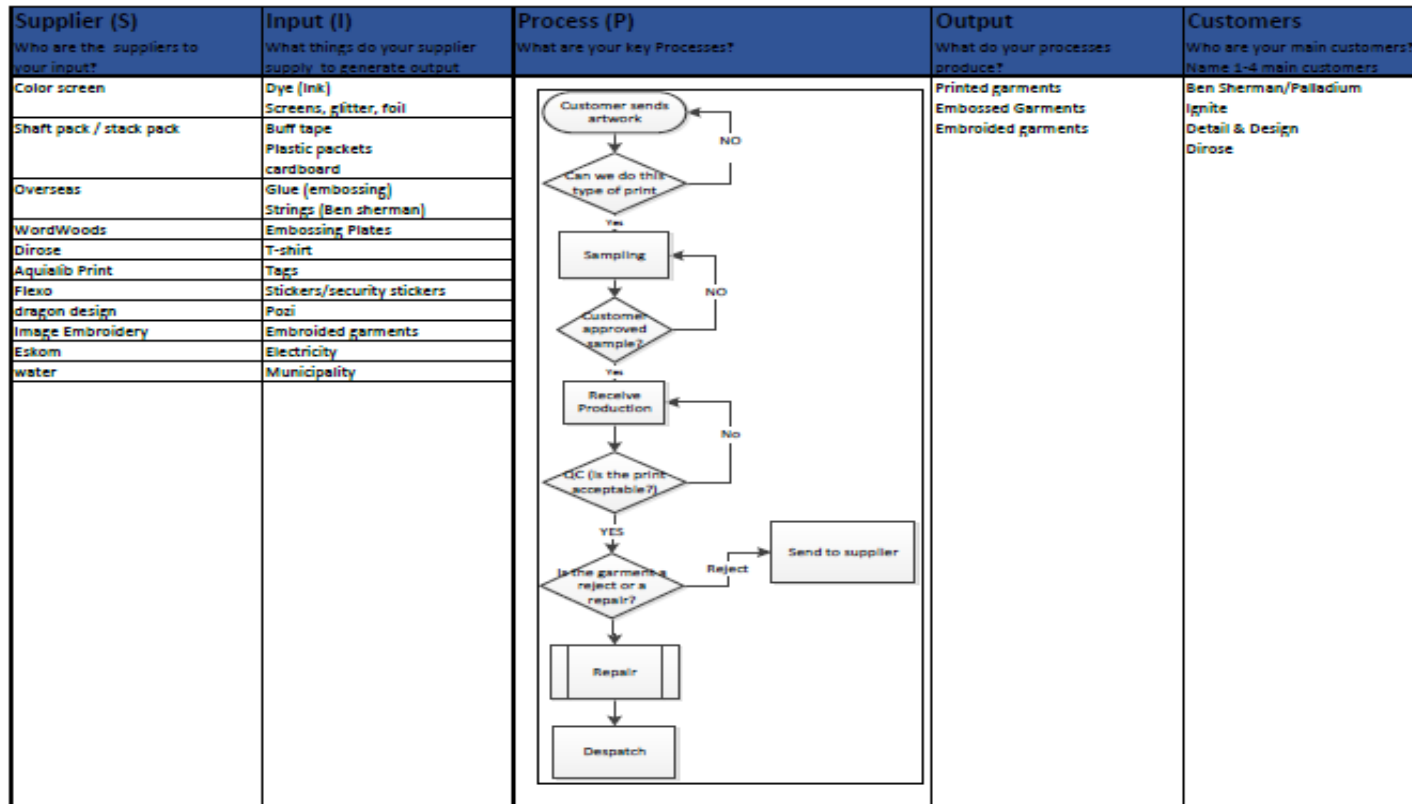 Supplier (S)
Who are the suppliers to
your input?
Color screen
Shaft pack / stack pack
Overseas
WordWoods
Dirose
Aquialib Print
Flexo
dragon design
Image Embroidery
Eskom
water
Input (I)
What things do your supplier
supply to generate output
Dye (Ink)
Screens, glitter, foil
Buff tape
Plastic packets
cardboard
Glue (embossing)
Strings (Ben sherman)
Embossing Plates
T-shirt
Tags
Stickers/security stickers
Pozi
Embroided garments
Electricity
Municipality
Process (P)
What are your key Processes?
Customer sends
artwork
NO
Can we do this
type of print
Yes
Sampling
NO
Customer
approved
sample?
Yes
Receive
Production
No
QC (Is the print
acceptable?)
YES
Is the garment a
reject or a
repair?
Reject
Send to supplier
Repair
Despatch
Output
What do your processes
produce?
Printed garments
Embossed Garments
Embroided garments
Customers
Who are your main customers?
Name 1-4 main customers
Ben Sherman/Palladium
Ignite
Detail & Design
Dirose